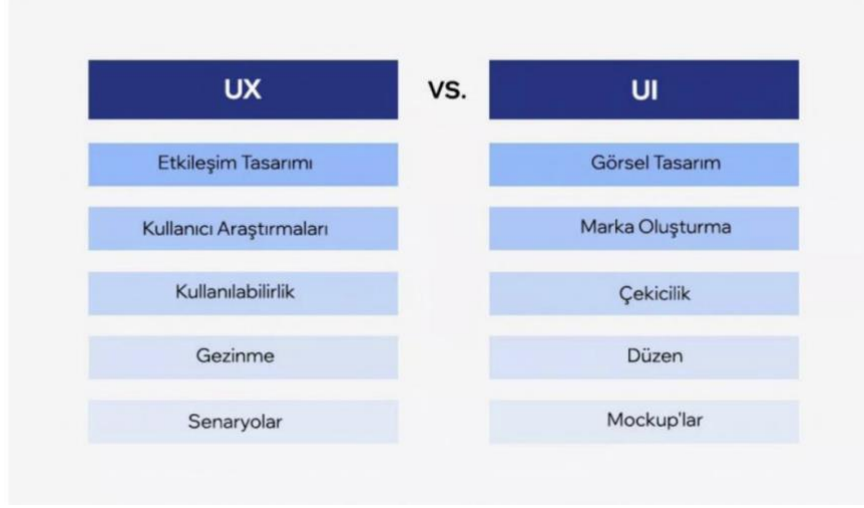 UX VS. UI
Etkileşim Tasarımı Görsel Tasarım
Kullanıcı Araştırmaları Marka Oluşturma
Kullanılabilirlik Çekicilik
Gezinme Düzen
Senaryolar Mockup'lar